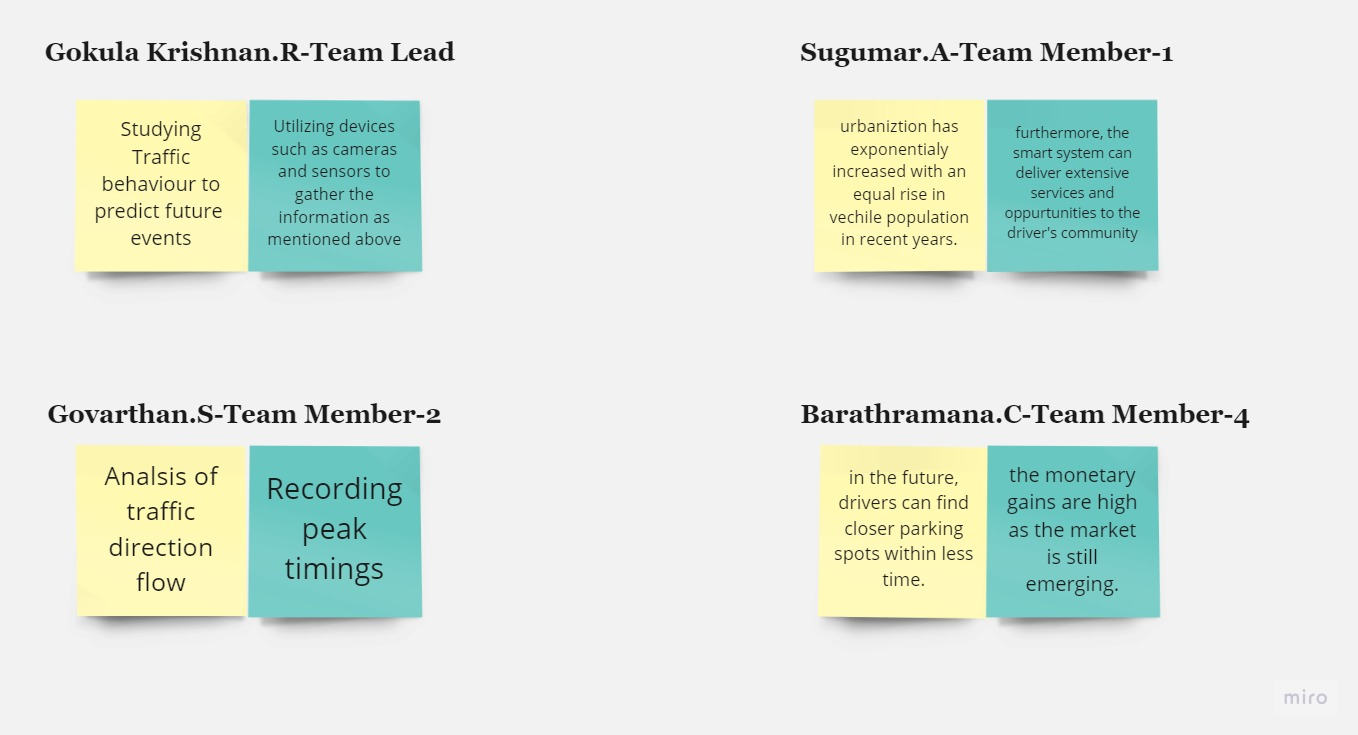 Gokula Krishnan.R-Team Lead
Studying
Traffic
behaviour to
predict future
events
Utilizing devices
such as cameras
and sensors to
gather the
information as
mentioned above
Sugumar.A-Team Member-1
urbaniztion has
exponentialy
increased with an
equal rise in
vechile population
in recent years.
furthermore, the
smart system can
deliver extensive
services and
oppurtunities to the
driver's community
Govarthan.S-Team Member-2
Analsis of
traffic
direction
flow
Recording
peak
timings
Barathramana.C-Team Member-4
in the future,
drivers can find
closer parking
spots within less
time.
the monetary
gains are high
as the market
is still
emerging.
miro